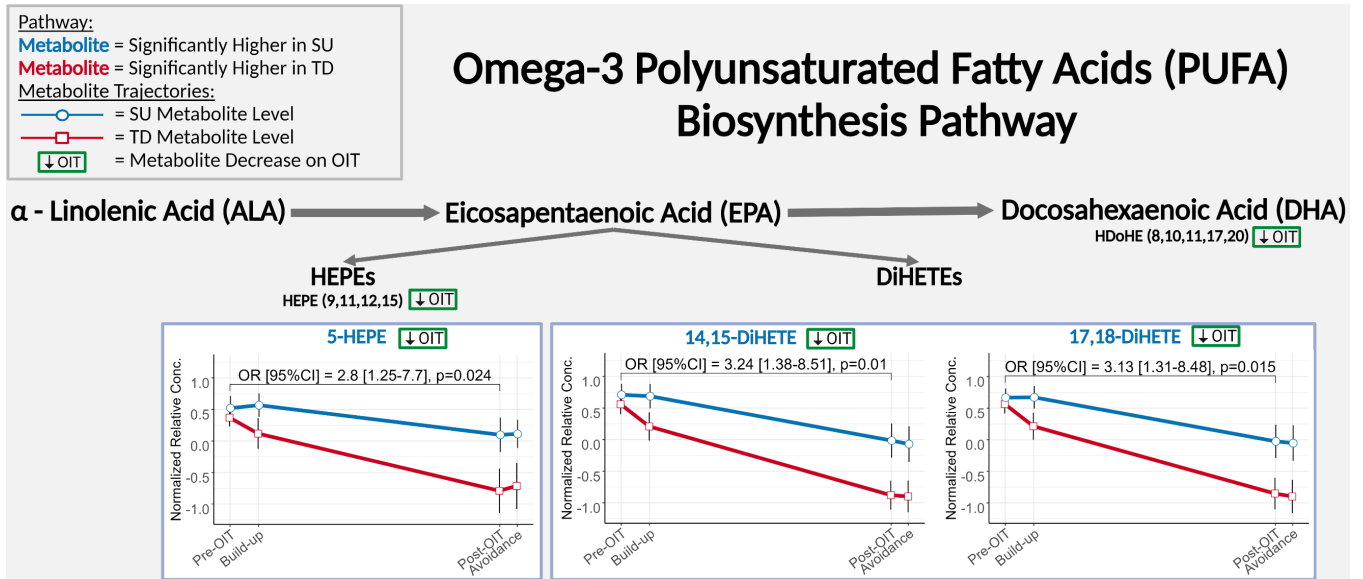 Pathway:
Metabolite = Significantly Higher in SU
Metabolite = Significantly Higher in TD
Metabolite Trajectories:
= SU Metabolite Level
= TD Metabolite Level
↓ OIT = Metabolite Decrease on OIT
Omega-3 Polyunsaturated Fatty Acids (PUFA)
Biosynthesis Pathway
α - Linolenic Acid (ALA)
Eicosapentaenoic Acid (EPA)
Docosahexaenoic Acid (DHA)
HDoHE (8,10,11,17,20) ↓ OIT
HEPEs
HEPE (9,11,12,15) ↓ OIT
DiHETEs
5-HEPE ↓ OIT
OR [95%CI] = 2.8 [1.25-7.7], p=0.024
Normalized Relative Conc.
1.0
0.5
0.0
-0.5
-1.0
Pre-OIT
Build-up
Post-OIT
Avoidance
14,15-DiHETE ↓ OIT
OR [95%CI] = 3.24 [1.38-8.51], p=0.01
Normalized Relative Conc.
1.0
0.5
0.0
-0.5
-1.0
Pre-OIT
Build-up
Post-OIT
Avoidance
17,18-DiHETE ↓ OIT
OR [95%CI] = 3.13 [1.31-8.48], p=0.015
Normalized Relative Conc.
1.0
0.5
0.0
-0.5
-1.0
Pre-OIT
Build-up
Post-OIT
Avoidance